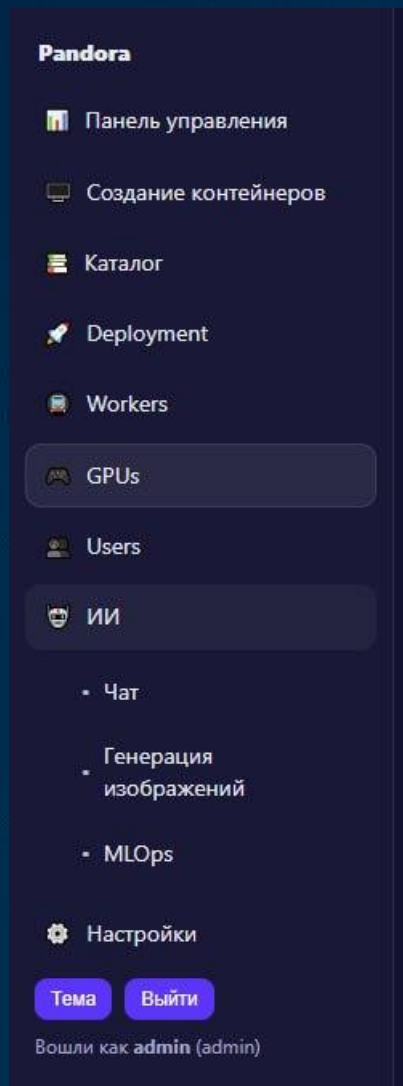 Pandora
Панель управления
Создание контейнеров
Каталог
Deployment
Workers
GPUs
Users
ИИ
Чат
Генерация
изображений
MLOps
Настройки
Тема Выйти
Вошли как admin (admin)